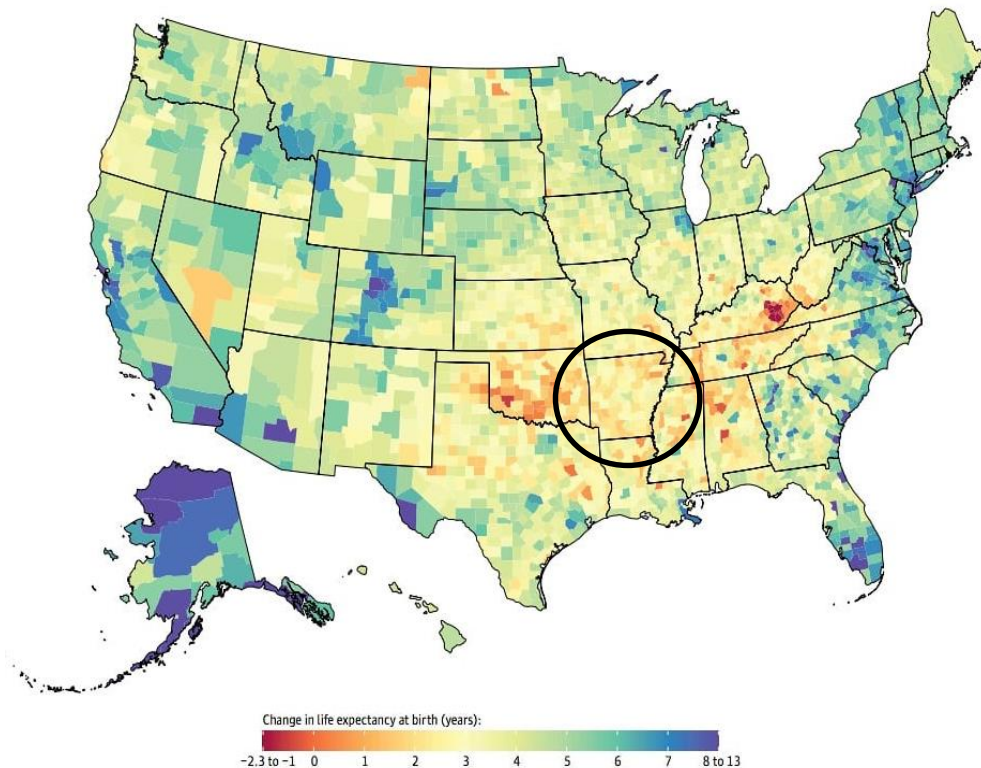 Change in life expectancy at birth (years):
−2.3 to −1 0 1 2 3 4 5 6 7 8 to 13